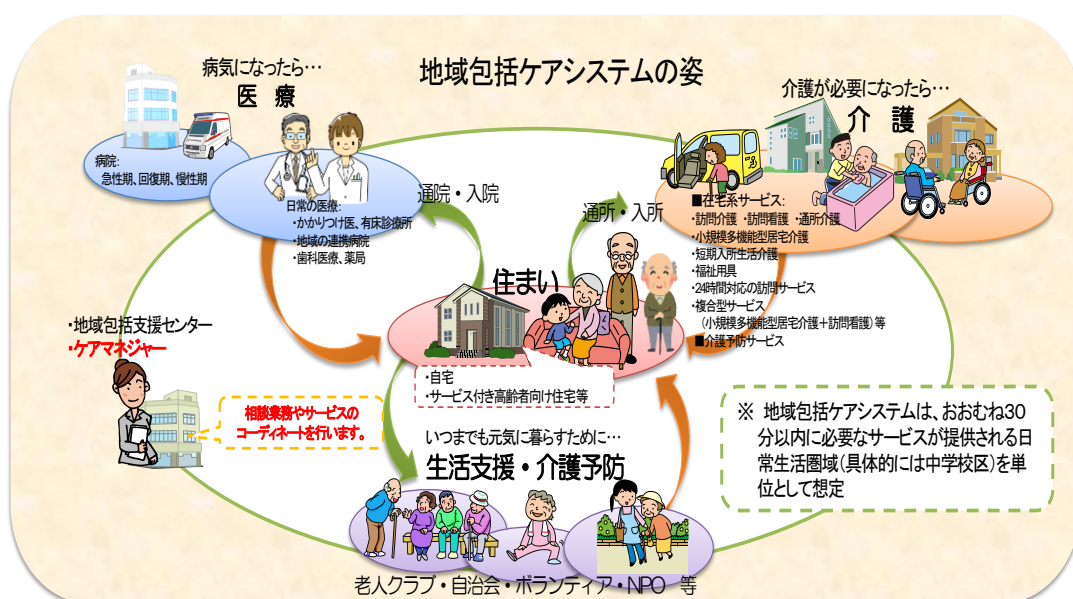 地域包括ケアシステムの姿
病気になったら…
医 療
病院:
急性期、回復期、慢性期
日常の医療:
・かかりつけ医、有床診療所
・地域の連携病院
・歯科医療、薬局
通院・入院
通所・入所
介護が必要になったら…
介 護
■在宅系サービス:
・訪問介護 ・訪問看護 ・通所介護
・小規模多機能型居宅介護
・短期入所生活介護
・福祉用具
・24時間対応の訪問サービス
・複合型サービス
(小規模多機能型居宅介護+訪問看護)等
■介護予防サービス
住まい
・自宅
・サービス付き高齢者向け住宅等
・地域包括支援センター
・ケアマネジャー
相談業務やサービスの
コーディネートを行います。
いつまでも元気に暮らすために…
生活支援・介護予防
老人クラブ・自治会・ボランティア・NPO 等
※ 地域包括ケアシステムは、おおむね30
分以内に必要なサービスが提供される日
常生活圏域(具体的には中学校区)を単
位として想定